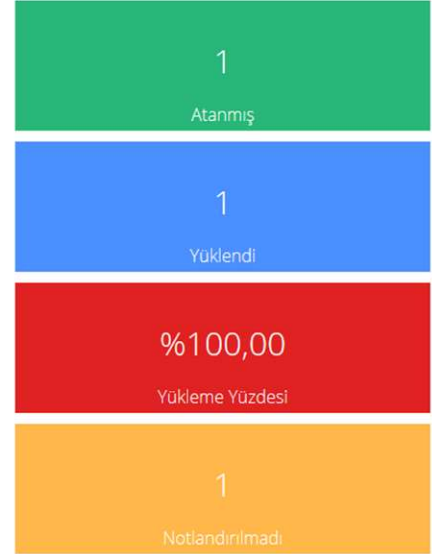 1
Atanmış
1
Yüklendi
%100,00
Yükleme Yüzdesi
1
Notlandırılmadı